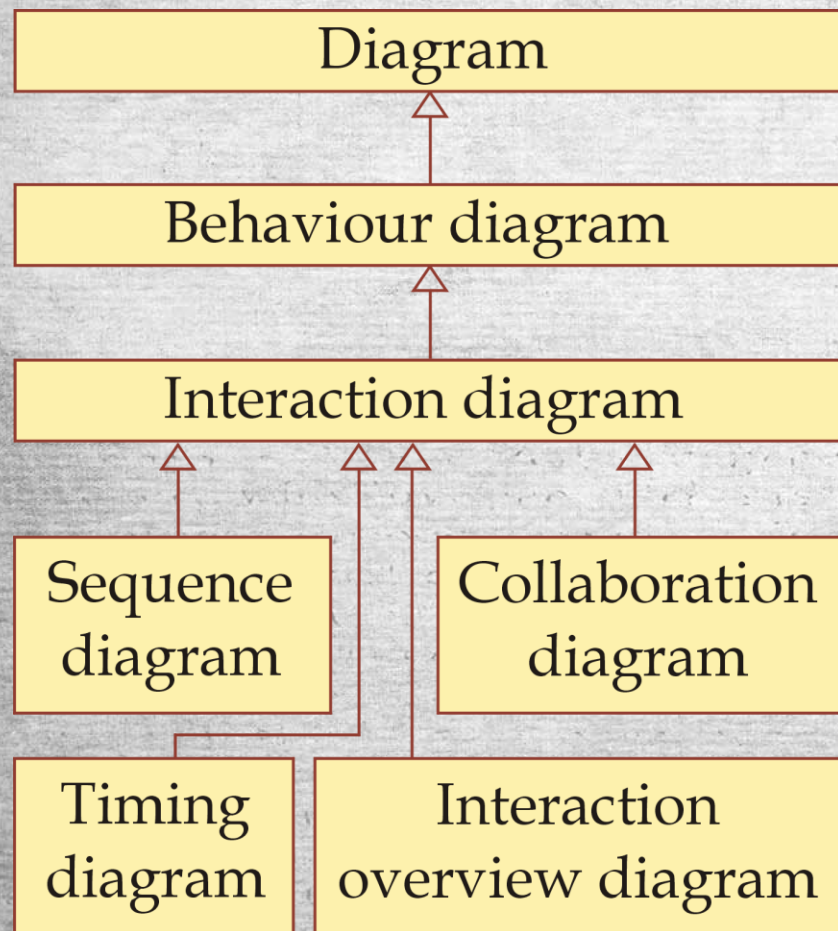 Diagram
Behaviour diagram
Interaction diagram
Sequence
diagram
Collaboration
diagram
Timing
diagram
Interaction
overview diagram